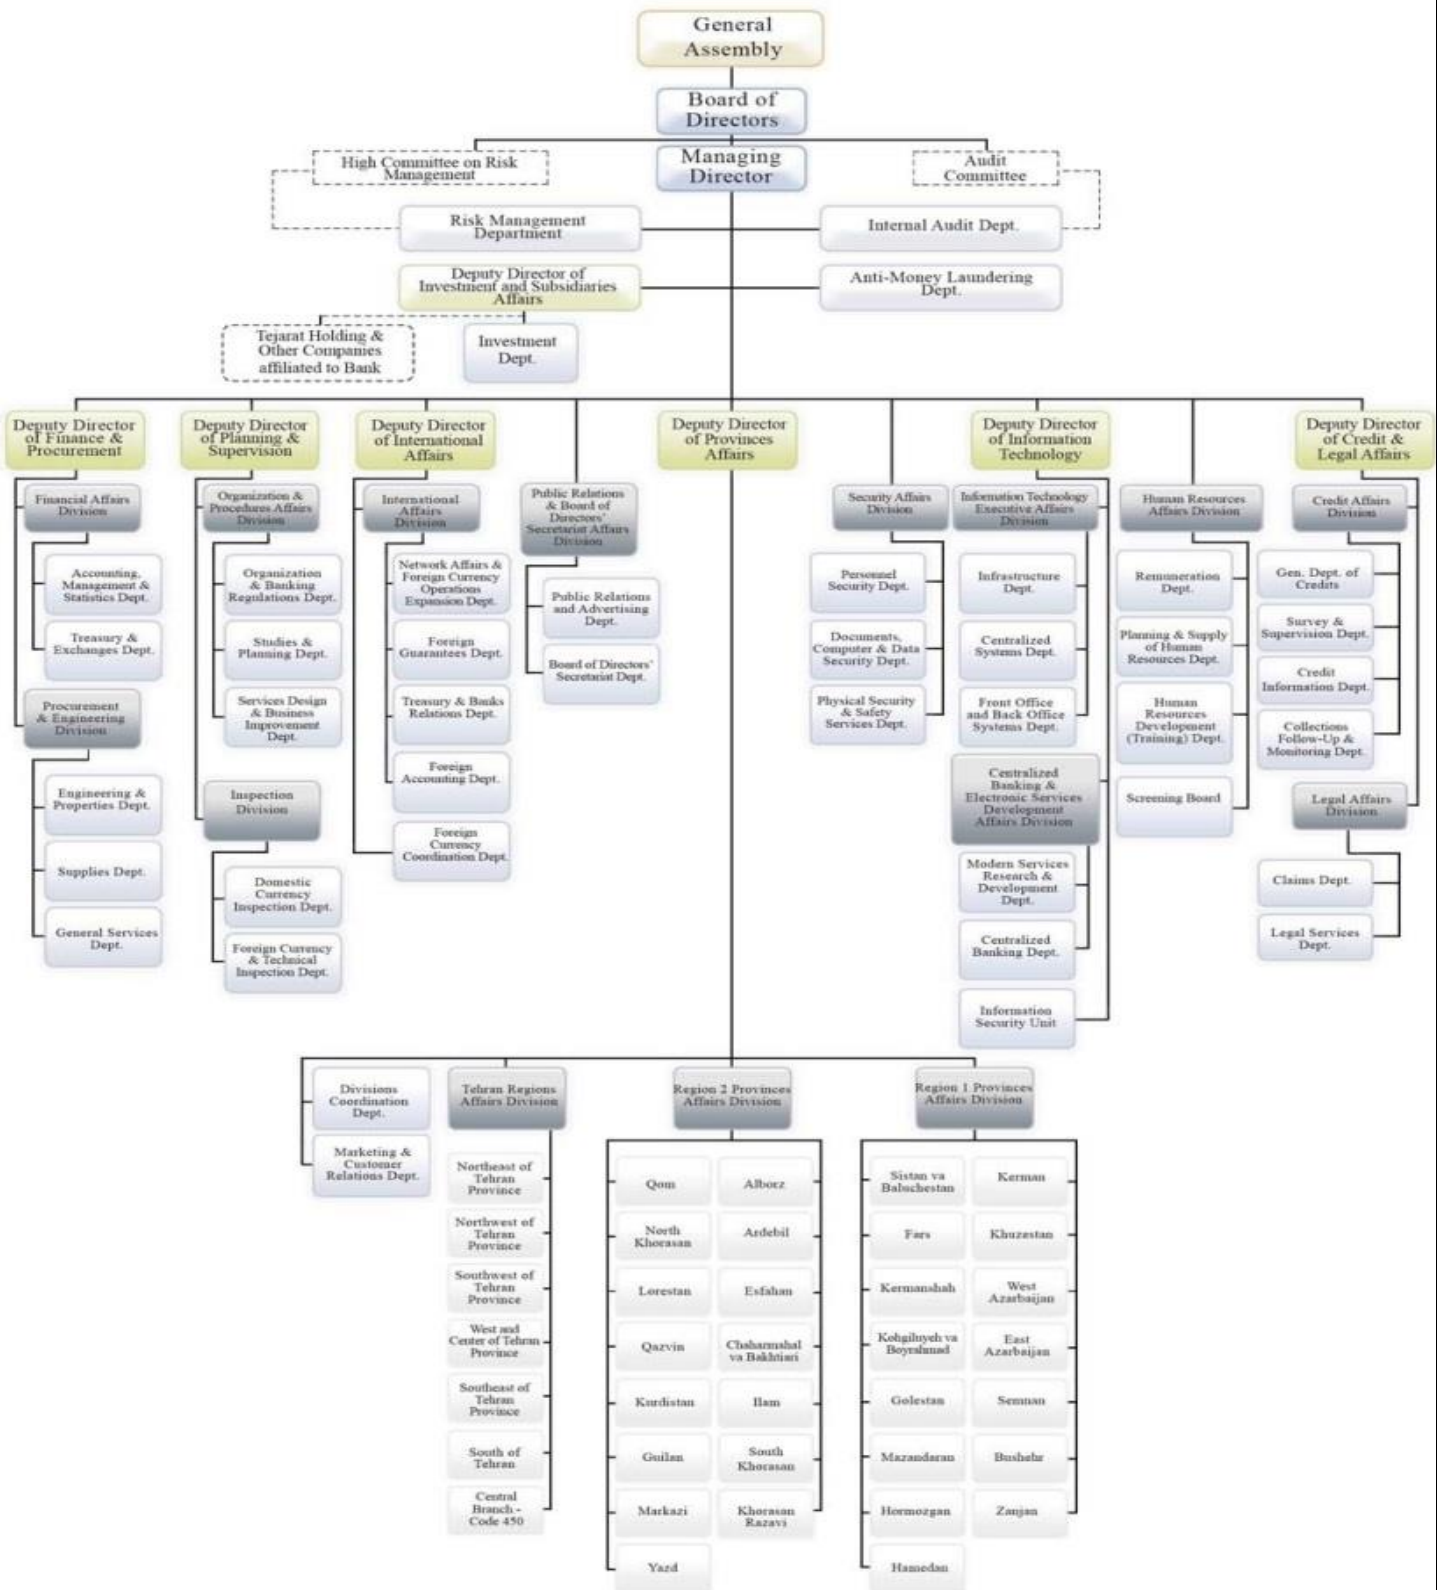 General
Assembly
Board of
Directors
High Committee on Risk
Management
Managing
Director
Audit
Committee
Risk Management
Department
Internal Audit Dept.
Deputy Director of
Investment and Subsidiaries
Affairs
Anti-Money Laundering
Dept.
Tejarat Holding &
Other Companies
affiliated to Bank
Investment
Dept.
Deputy Director
of Finance &
Procurement
Deputy Director
of Planning &
Supervision
Deputy Director
of International
Affairs
Deputy Director
of Provinces
Affairs
Deputy Director
of Information
Technology
Deputy Director
of Credit &
Legal Affairs
Financial Affairs
Division
Accounting,
Management &
Statistics Dept.
Treasury &
Exchanges Dept.
Procurement
& Engineering
Division
Engineering &
Properties Dept.
Supplies Dept.
General Services
Dept.
Organization &
Procedures Affairs
Division
Organization
& Banking
Regulations Dept.
Studies &
Planning Dept.
Services Design
& Business
Improvement
Dept.
Inspection
Division
Domestic
Currency
Inspection Dept.
Foreign Currency
& Technical
Inspection Dept.
International
Affairs
Division
Network Affairs &
Foreign Currency
Operations
Expansion Dept.
Foreign
Guarantees Dept.
Treasury & Banks
Relations Dept.
Foreign
Accounting Dept.
Foreign
Currency
Coordination Dept.
Public Relations
& Board of
Directors'
Secretariat Affairs
Division
Public Relations
and Advertising
Dept.
Board of Directors'
Secretariat Dept.
Security Affairs
Division
Personnel
Security Dept.
Documents,
Computer & Data
Security Dept.
Physical Security
& Safety
Services Dept.
Information Technology
Executive Affairs
Division
Infrastructure
Dept.
Centralized
Systems Dept.
Front Office
and Back Office
Systems Dept.
Centralized
Banking &
Electronic Services
Development
Affairs Division
Modern Services
Research &
Development
Dept.
Centralized
Banking Dept.
Information
Security Unit
Human Resources
Affairs Division
Remuneration
Dept.
Planning & Supply
of Human
Resources Dept.
Human
Resources
Development
(Training) Dept.
Screening Board
Credit Affairs
Division
Gen. Dept. of
Credits
Survey &
Supervision Dept.
Credit
Information Dept.
Collections
Follow-Up &
Monitoring Dept.
Legal Affairs
Division
Claims Dept.
Legal Services
Dept.
Divisions
Coordination
Dept.
Marketing &
Customer
Relations Dept.
Tehran Regions
Affairs Division
Northeast of
Tehran
Province
Northwest of
Tehran
Province
Southwest of
Tehran
Province
West and
Center of Tehran
Province
Southeast of
Tehran
Province
South of
Tehran
Central
Branch -
Code 450
Region 2 Provinces
Affairs Division
Qom
Alborz
North
Khorasan
Ardebil
Lorestan
Esfahan
Qazvin
Chaharmahal
va Bakhtiari
Kurdistan
Ilam
Guilan
South
Khorasan
Markazi
Khorasan
Razavi
Yazd
Region 1 Provinces
Affairs Division
Sistan va
Baluchestan
Kerman
Fars
Khuzestan
Kermanshah
West
Azarbaijan
Kohgiluyeh va
Boyrahmad
East
Azarbaijan
Golestan
Semnan
Mazandaran
Bushehr
Hormozgan
Zanjan
Hamedan